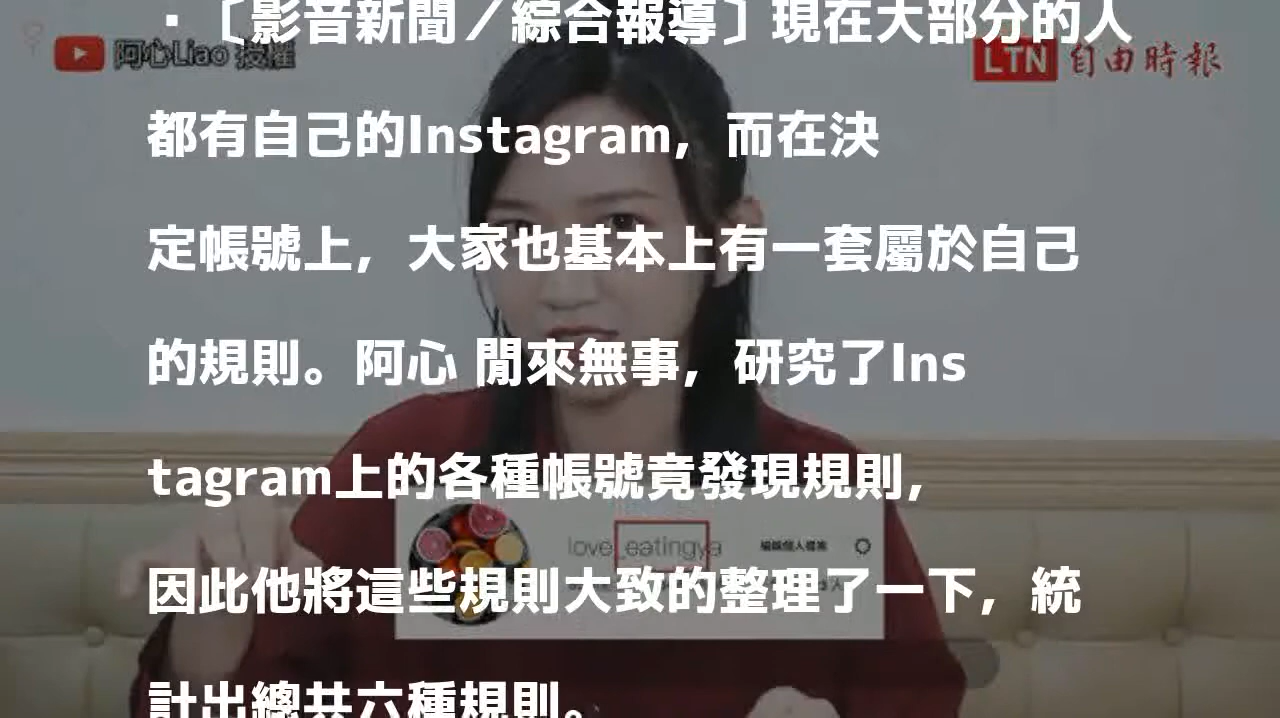 ·〔影音新聞／綜合報導〕現在大部分的人
阿心Liao 授權
LTN 自由時報
都有自己的Instagram，而在決
定帳號上，大家也基本上有一套屬於自己
的規則。阿心 閒來無事，研究了Ins
tagram上的各種帳號竟發現規則，
love_eatingya 編輯個人檔案
因此他將這些規則大致的整理了一下，統
計出總共六種規則。